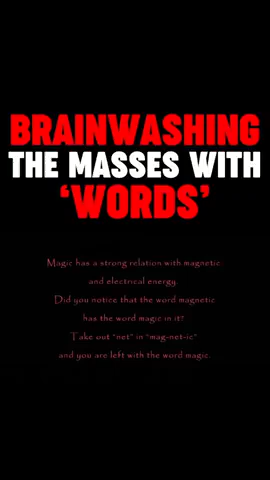 BRAINWASHING
THE MASSES WITH
‘WORDS’
Magic has a strong relation with magnetic
and electrical energy.
Did you notice that the word magnetic
has the word magic in it?
Take out "net" in "mag-net-ic"
and you are left with the word magic.